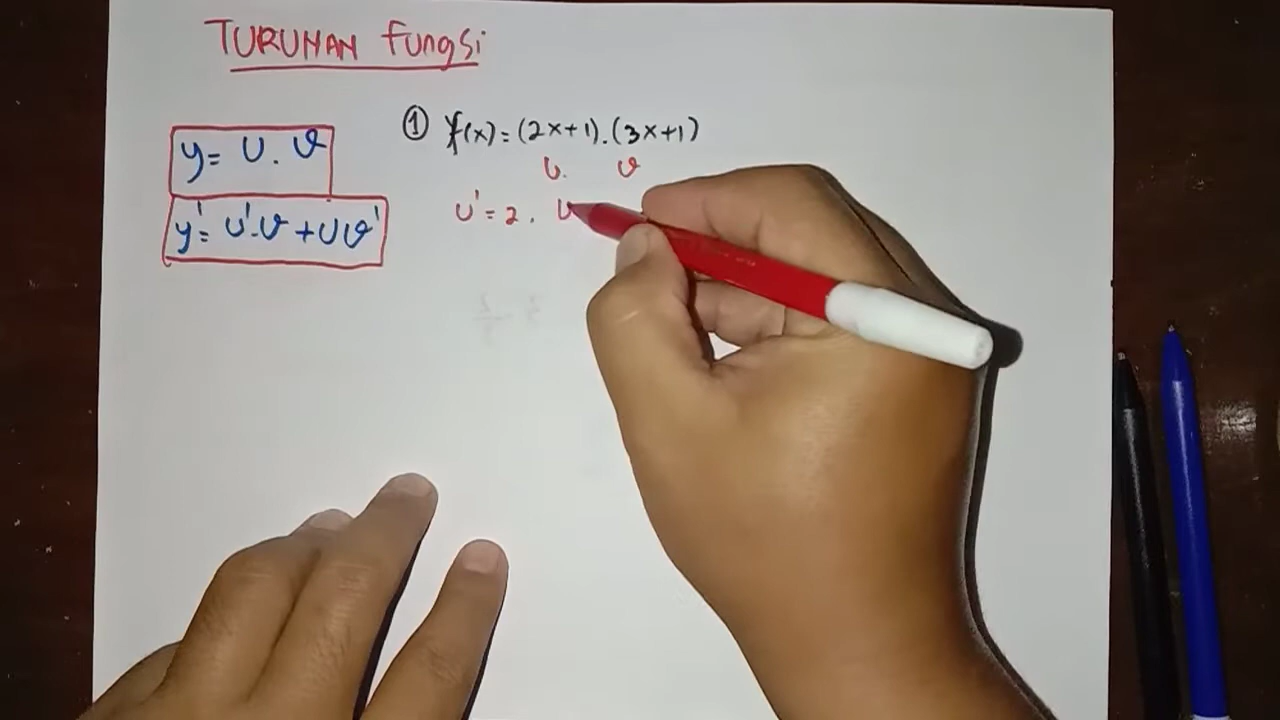 TURUNAN fungsi
y = U . V
y' = U'.V + UV'
① f(x) = (2x+1).(3x+1)
U. V
U' = 2 .